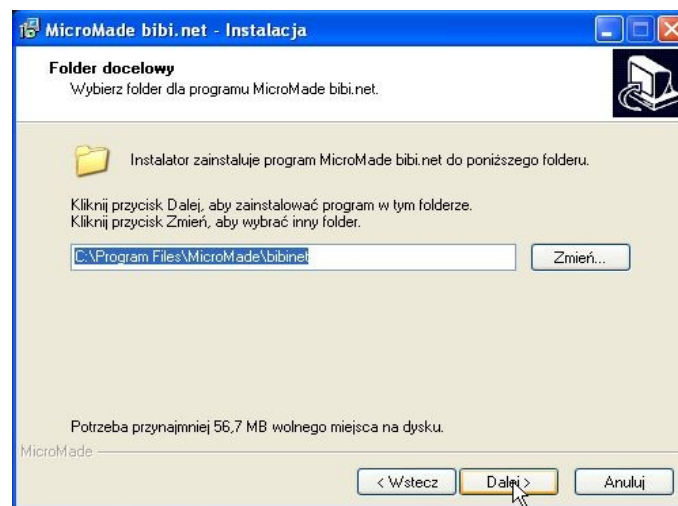 MicroMade bibi.net - Instalacja
Folder docelowy
Wybierz folder dla programu MicroMade bibi.net.
Instalator zainstaluje program MicroMade bibi.net do poniższego folderu.
Kliknij przycisk Dalej, aby zainstalować program w tym folderze.
Kliknij przycisk Zmień, aby wybrać inny folder.
C:\Program Files\MicroMade\bibinet
Zmień...
Potrzeba przynajmniej 56,7 MB wolnego miejsca na dysku.
MicroMade
< Wstecz
Dalej >
Anuluj